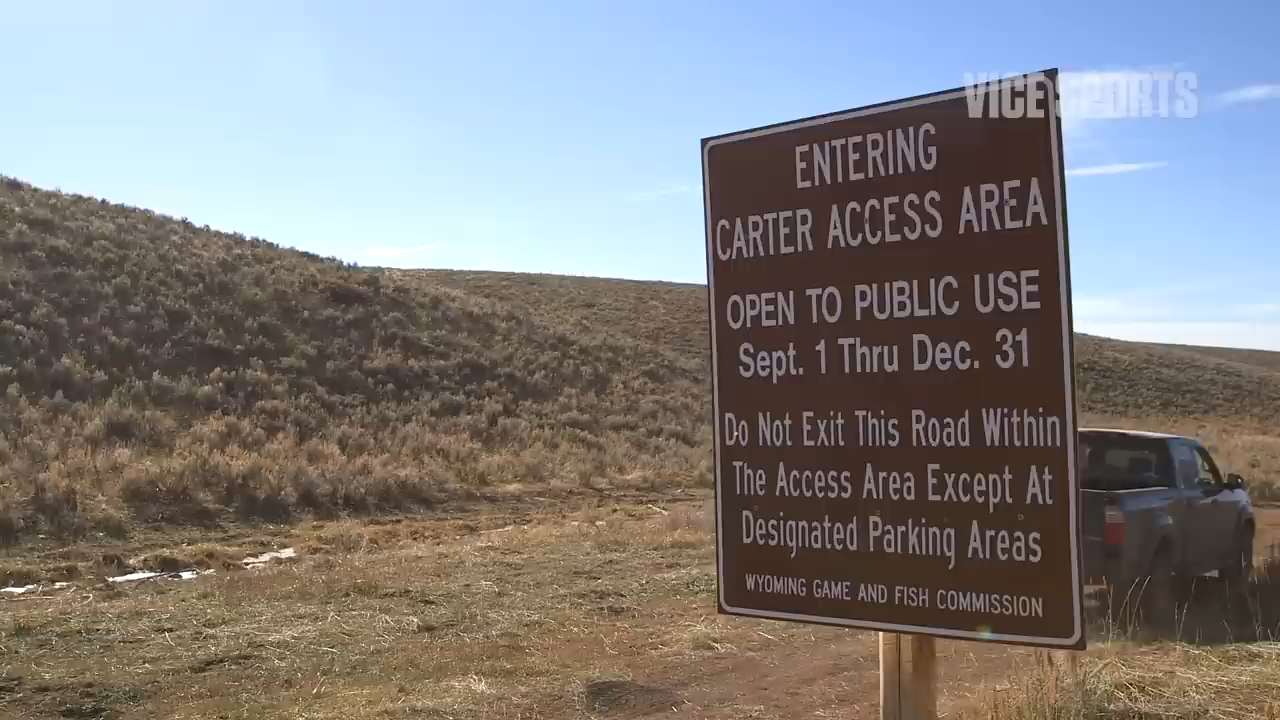 VICE SPORTS
ENTERING
CARTER ACCESS AREA
OPEN TO PUBLIC USE
Sept. 1 Thru Dec. 31
Do Not Exit This Road Within
The Access Area Except At
Designated Parking Areas
WYOMING GAME AND FISH COMMISSION